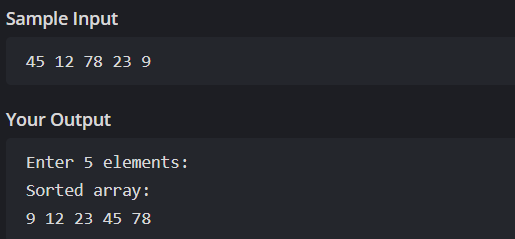 Sample Input
45 12 78 23 9
Your Output
Enter 5 elements:
Sorted array:
9 12 23 45 78